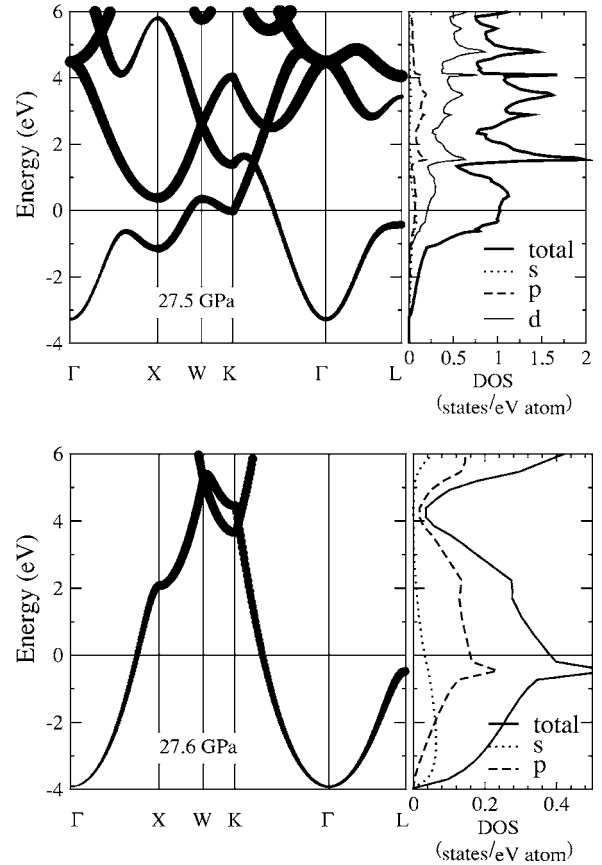 6
4
2
0
-2
-4
Energy (eV)
27.5 GPa
Γ
X
W
K
Γ
L
total
s
p
d
0
0.5
1
1.5
2
DOS
(states/eV atom)
6
4
2
0
-2
-4
Energy (eV)
27.6 GPa
Γ
X
W
K
Γ
L
total
s
p
0
0.2
0.4
DOS
(states/eV atom)